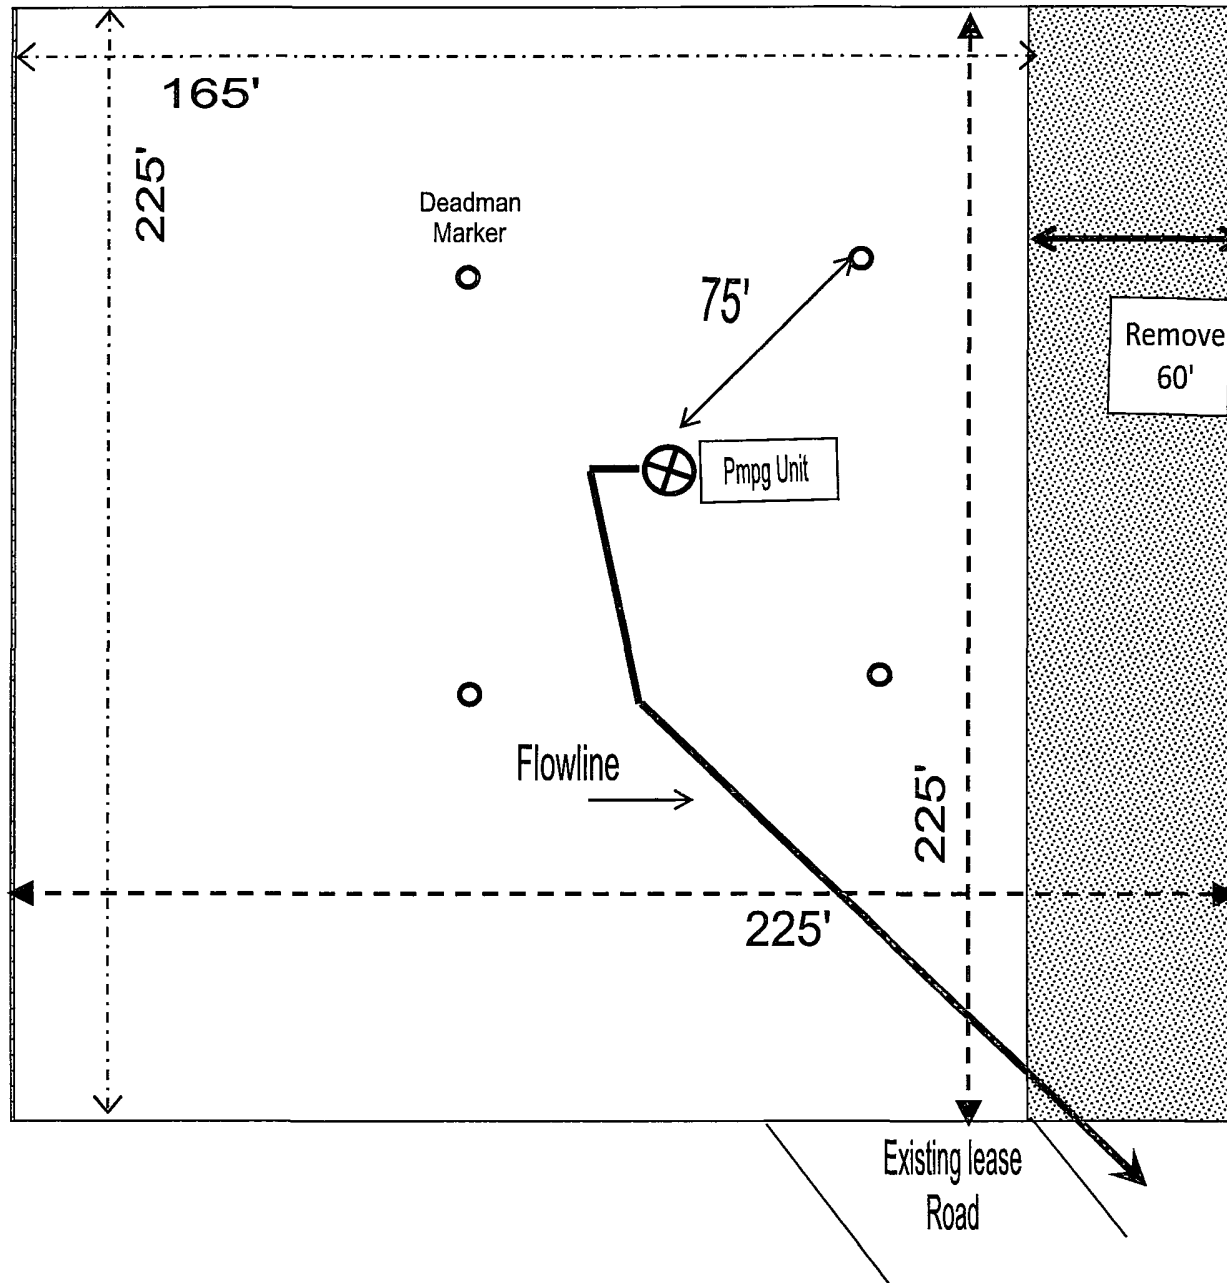 165'
225'
Deadman
Marker
75'
Remove
60'
Pmpg Unit
Flowline
225'
225'
Existing lease
Road